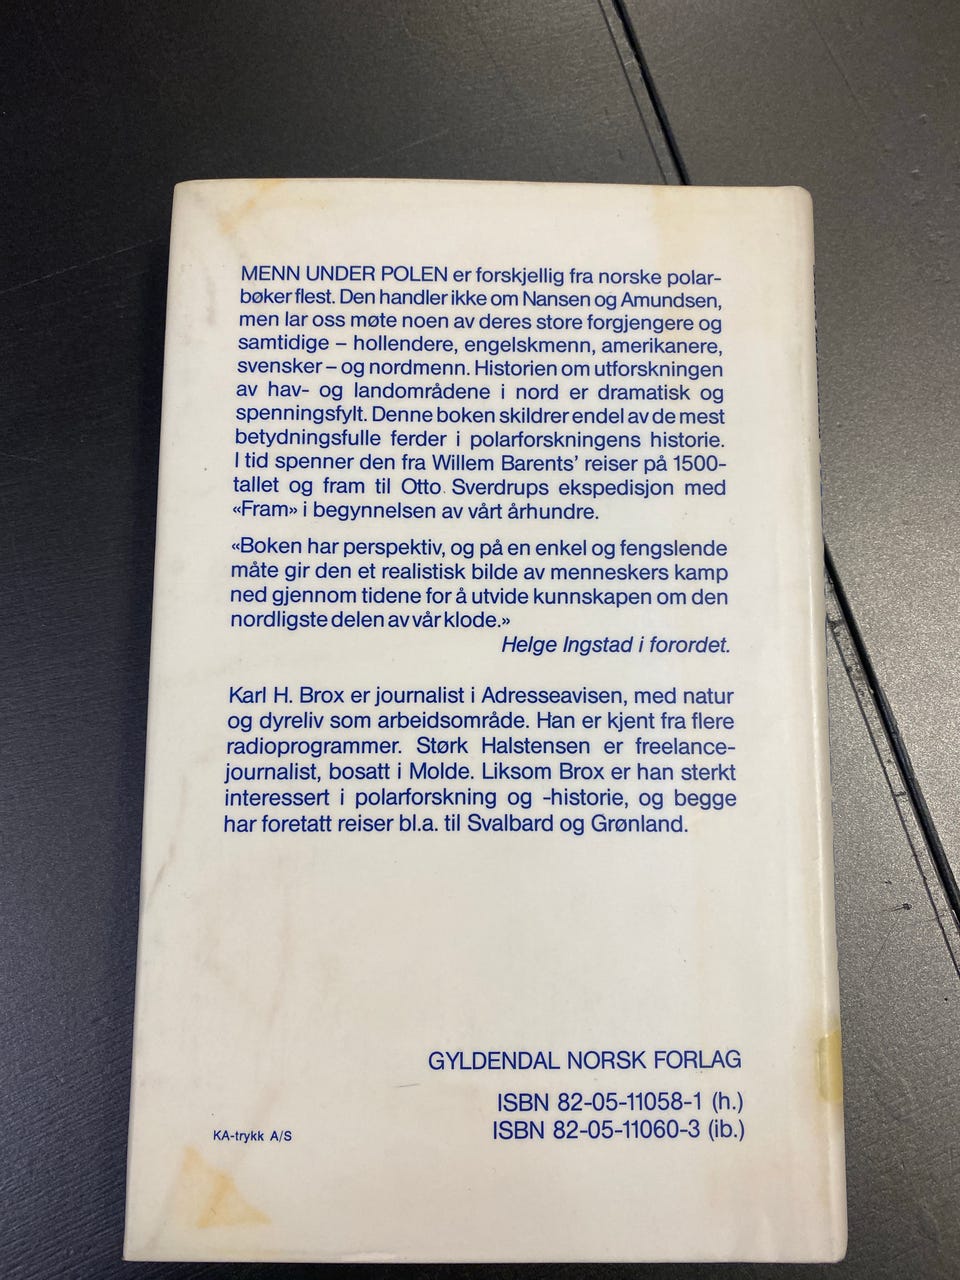 MENN UNDER POLEN er forskjellig fra norske polar-
bøker flest. Den handler ikke om Nansen og Amundsen,
men lar oss møte noen av deres store forgjengere og
samtidige – hollendere, engelskmenn, amerikanere,
svensker – og nordmenn. Historien om utforskningen
av hav- og landområdene i nord er dramatisk og
spenningsfylt. Denne boken skildrer endel av de mest
betydningsfulle ferder i polarforskningens historie.
I tid spenner den fra Willem Barents' reiser på 1500-
tallet og fram til Otto Sverdrups ekspedisjon med
«Fram» i begynnelsen av vårt århundre.
«Boken har perspektiv, og på en enkel og fengslende
måte gir den et realistisk bilde av menneskers kamp
ned gjennom tidene for å utvide kunnskapen om den
nordligste delen av vår klode.»
Helge Ingstad i forordet.
Karl H. Brox er journalist i Adresseavisen, med natur
og dyreliv som arbeidsområde. Han er kjent fra flere
radioprogrammer. Størk Halstensen er freelance-
journalist, bosatt i Molde. Liksom Brox er han sterkt
interessert i polarforskning og -historie, og begge
har foretatt reiser bl.a. til Svalbard og Grønland.
GYLDENDAL NORSK FORLAG
ISBN 82-05-11058-1 (h.)
ISBN 82-05-11060-3 (ib.)
KA-trykk A/S